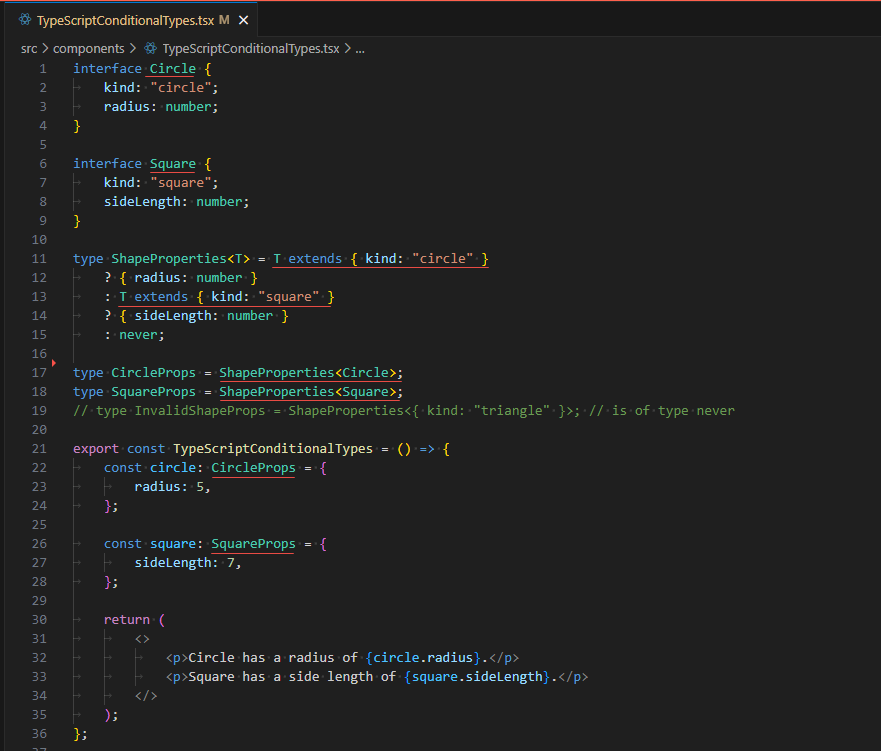 TypeScriptConditionalTypes.tsx M ✕
src > components > TypeScriptConditionalTypes.tsx > ...
1 interface Circle {
2     kind: "circle";
3     radius: number;
4 }
5
6 interface Square {
7     kind: "square";
8     sideLength: number;
9 }
10
11 type ShapeProperties<T> = T extends { kind: "circle" }
12     ? { radius: number }
13     : T extends { kind: "square" }
14     ? { sideLength: number }
15     : never;
16
17 type CircleProps = ShapeProperties<Circle>;
18 type SquareProps = ShapeProperties<Square>;
19 // type InvalidShapeProps = ShapeProperties<{ kind: "triangle" }>; // is of type never
20
21 export const TypeScriptConditionalTypes = () => {
22     const circle: CircleProps = {
23         radius: 5,
24     };
25
26     const square: SquareProps = {
27         sideLength: 7,
28     };
29
30     return (
31         <>
32             <p>Circle has a radius of {circle.radius}.</p>
33             <p>Square has a side length of {square.sideLength}.</p>
34         </>
35     );
36 };
37